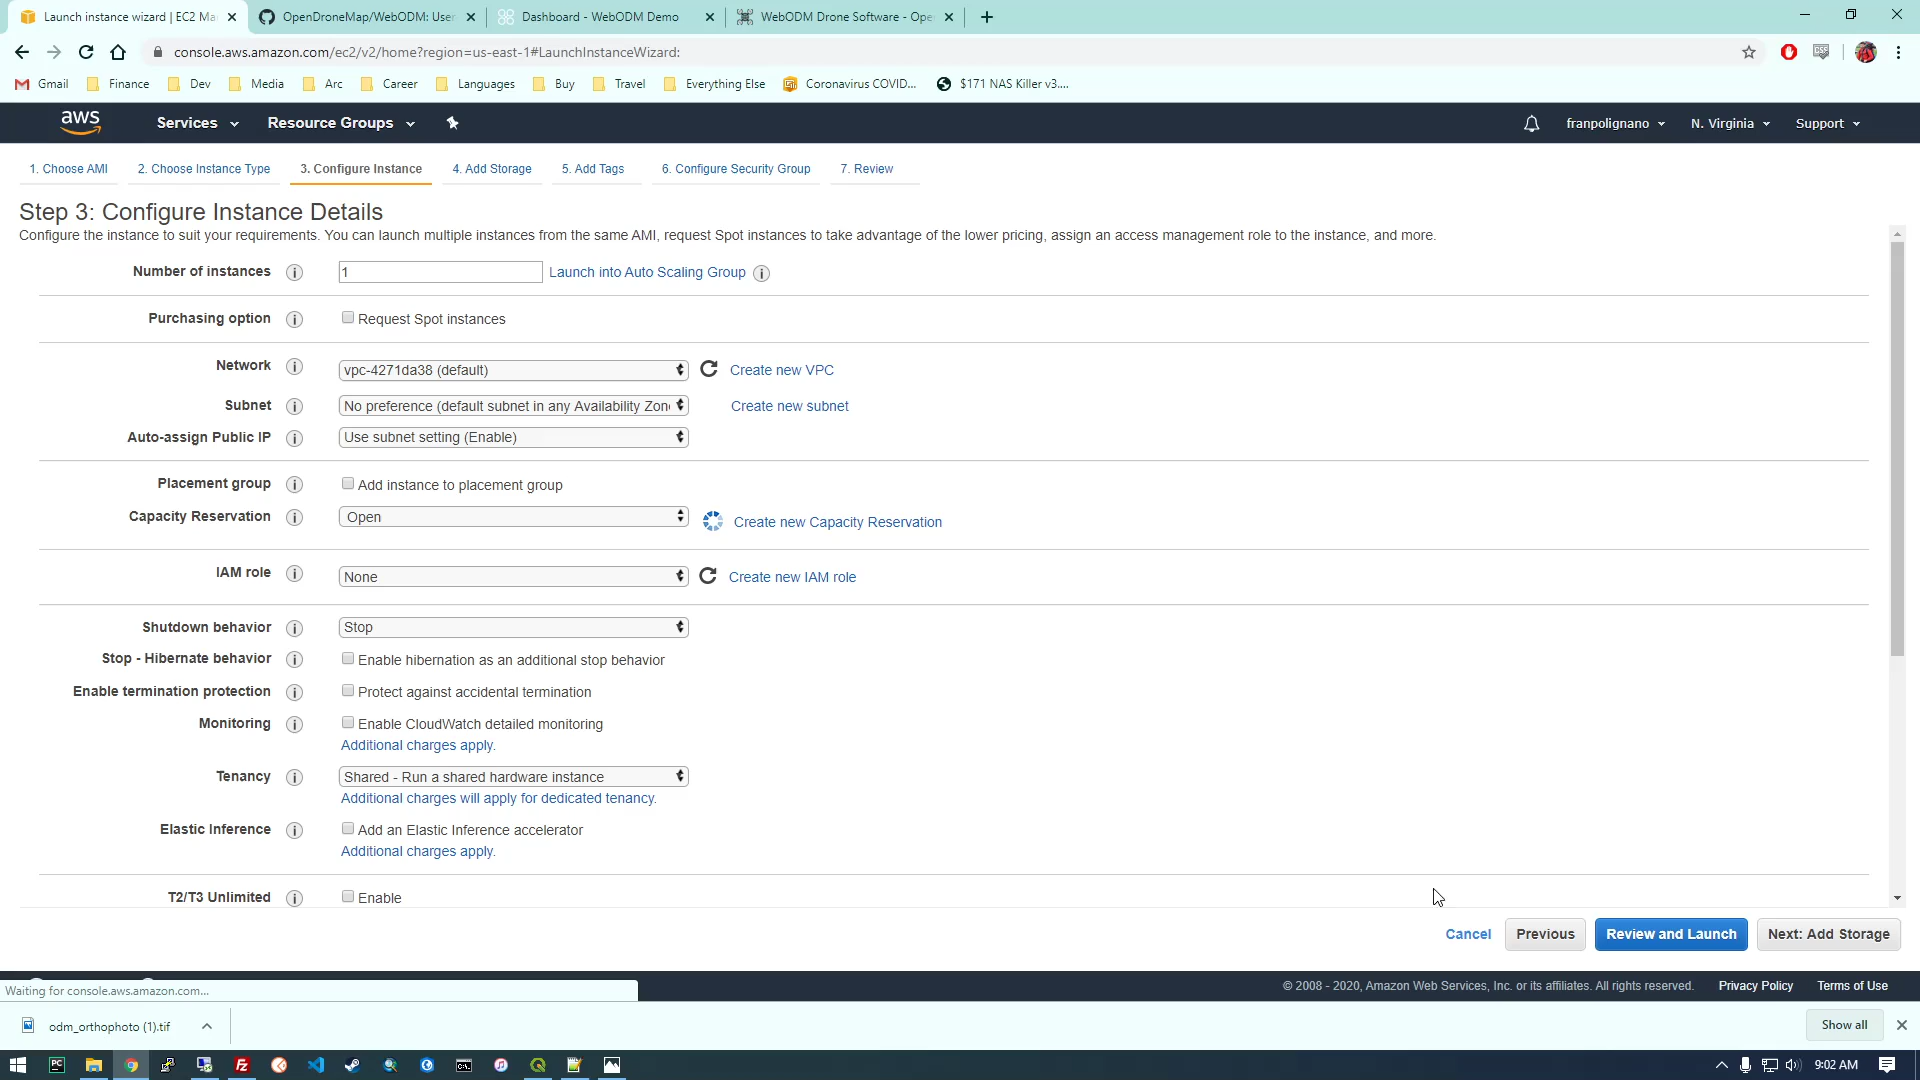 Launch instance wizard | EC2 Ma
OpenDroneMap/WebODM: User
Dashboard - WebODM Demo
WebODM Drone Software - Ope
console.aws.amazon.com/ec2/v2/home?region=us-east-1#LaunchInstanceWizard:
Gmail
Finance
Dev
Media
Arc
Career
Languages
Buy
Travel
Everything Else
Coronavirus COVID...
$171 NAS Killer v3....
aws
Services
Resource Groups
franpolignano
N. Virginia
Support
1. Choose AMI
2. Choose Instance Type
3. Configure Instance
4. Add Storage
5. Add Tags
6. Configure Security Group
7. Review
Step 3: Configure Instance Details
Configure the instance to suit your requirements. You can launch multiple instances from the same AMI, request Spot instances to take advantage of the lower pricing, assign an access management role to the instance, and more.
Number of instances
1
Launch into Auto Scaling Group
Purchasing option
Request Spot instances
Network
vpc-4271da38 (default)
Create new VPC
Subnet
No preference (default subnet in any Availability Zon
Create new subnet
Auto-assign Public IP
Use subnet setting (Enable)
Placement group
Add instance to placement group
Capacity Reservation
Open
Create new Capacity Reservation
IAM role
None
Create new IAM role
Shutdown behavior
Stop
Stop - Hibernate behavior
Enable hibernation as an additional stop behavior
Enable termination protection
Protect against accidental termination
Monitoring
Enable CloudWatch detailed monitoring
Additional charges apply.
Tenancy
Shared - Run a shared hardware instance
Additional charges will apply for dedicated tenancy.
Elastic Inference
Add an Elastic Inference accelerator
Additional charges apply.
T2/T3 Unlimited
Enable
Cancel
Previous
Review and Launch
Next: Add Storage
© 2008 - 2020, Amazon Web Services, Inc. or its affiliates. All rights reserved.
Privacy Policy
Terms of Use
Waiting for console.aws.amazon.com...
odm_orthophoto (1).tif
Show all
9:02 AM